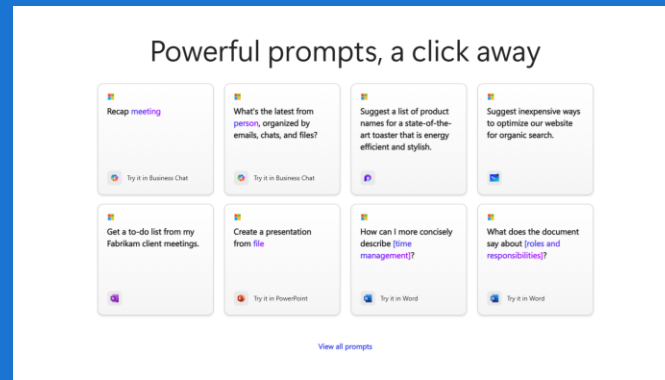 Powerful prompts, a click away
Recap meeting
Try it in Business Chat
What's the latest from
person, organized by
emails, chats, and files?
Try it in Business Chat
Suggest a list of product
names for a state-of-the-
art toaster that is energy
efficient and stylish.
Suggest inexpensive ways
to optimize our website
for organic search.
Get a to-do list from my
Fabrikam client meetings.
Create a presentation
from file
Try it in PowerPoint
How can I more concisely
describe [time
management]?
Try it in Word
What does the document
say about [roles and
responsibilities]?
Try it in Word
View all prompts